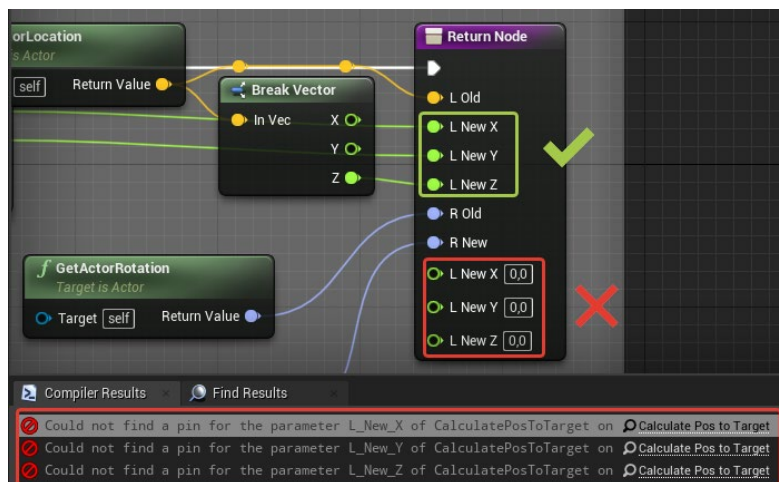 orLocation
s Actor
self Return Value
Break Vector
In Vec X
Y
Z
Return Node
L Old
L New X
L New Y
L New Z
R Old
R New
L New X 0,0
L New Y 0,0
L New Z 0,0
f GetActorRotation
Target is Actor
Target self Return Value
Compiler Results × Find Results ×
Could not find a pin for the parameter L_New_X of CalculatePosToTarget on Calculate Pos to Target
Could not find a pin for the parameter L_New_Y of CalculatePosToTarget on Calculate Pos to Target
Could not find a pin for the parameter L_New_Z of CalculatePosToTarget on Calculate Pos to Target